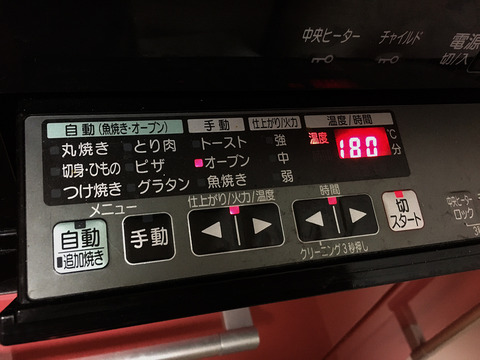 中央ヒーター チャイルド 電源
切/入
自動(魚焼き・オーブン) 手動 仕上がり/火力 温度/時間
丸焼き とり肉 トースト 強 温度 180 ℃
切身・ひもの ピザ オーブン 中 分
つけ焼き グラタン 魚焼き 弱
メニュー 仕上がり/火力/温度 時間
自動 手動 切
追加焼き スタート
クリーニング3秒押し
中央ヒーター
ロック